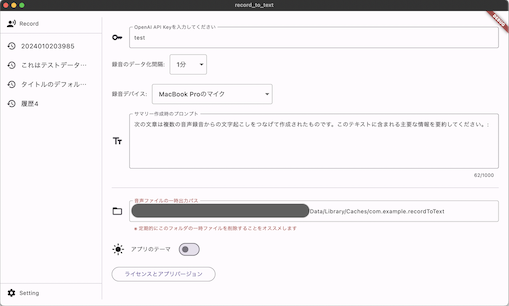 record_to_text
DEBUG
Record
2024010203985
これはテストデータ…
タイトルのデフォル…
履歴4
Setting
OpenAI API Keyを入力してください
test
録音のデータ化間隔:
1分
録音デバイス:
MacBook Proのマイク
サマリー作成時のプロンプト
次の文章は複数の音声録音からの文字起こしをつなげて作成されたものです。このテキストに含まれる主要な情報を要約してください。:
62/1000
音声ファイルの一時出力パス
Data/Library/Caches/com.example.recordToText
※ 定期的にこのフォルダの一時ファイルを削除することをオススメします
アプリのテーマ
ライセンスとアプリバージョン